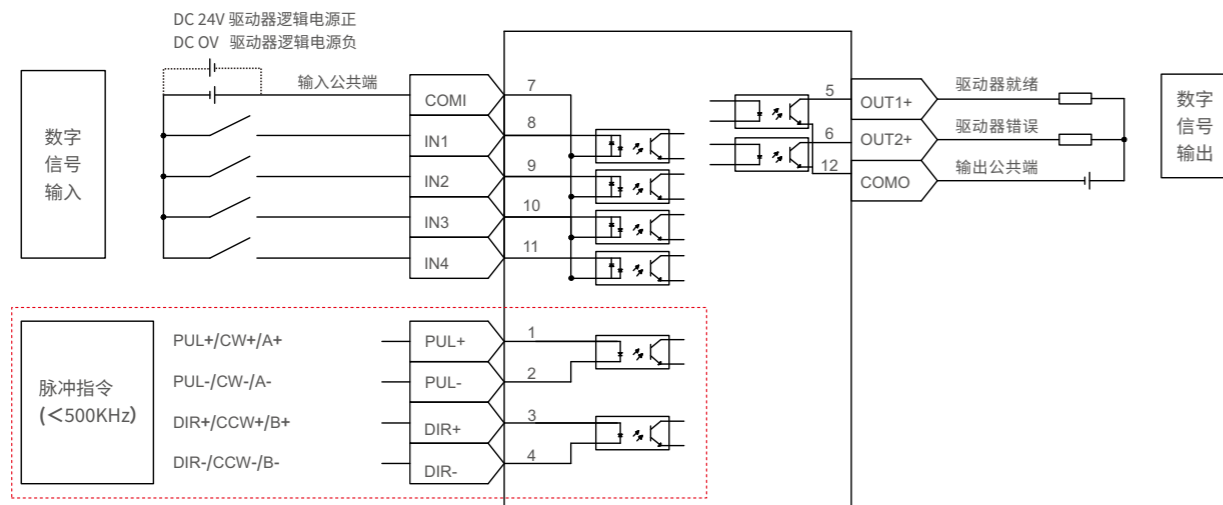 DC 24V 驱动器逻辑电源正
DC OV 驱动器逻辑电源负
数字
信号
输入
输入公共端
COMI
7
IN1
8
IN2
9
IN3
10
IN4
11
5
OUT1+
驱动器就绪
6
OUT2+
驱动器错误
12
COMO
输出公共端
数字
信号
输出
脉冲指令
(＜500KHz)
PUL+/CW+/A+
PUL+
1
PUL-/CW-/A-
PUL-
2
DIR+/CCW+/B+
DIR+
3
DIR-/CCW-/B-
DIR-
4